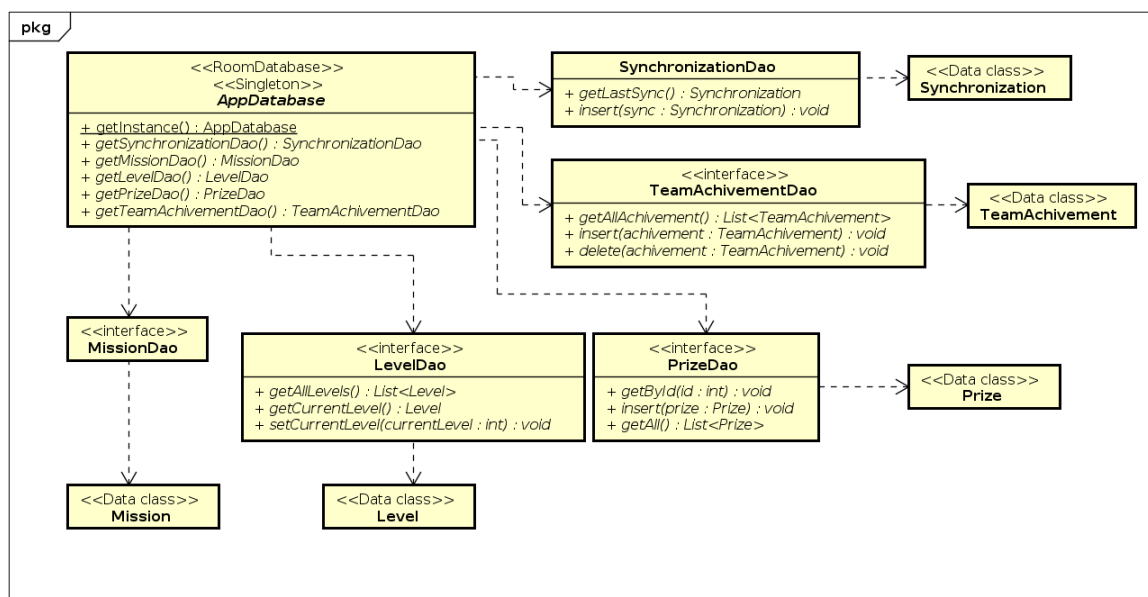 pkg
<<RoomDatabase>>
<<Singleton>>
AppDatabase
+ getInstance() : AppDatabase
+ getSynchronizationDao() : SynchronizationDao
+ getMissionDao() : MissionDao
+ getLevelDao() : LevelDao
+ getPrizeDao() : PrizeDao
+ getTeamAchivementDao() : TeamAchivementDao
SynchronizationDao
+ getLastSync() : Synchronization
+ insert(sync : Synchronization) : void
<<Data class>>
Synchronization
<<interface>>
TeamAchivementDao
+ getAllAchivement() : List<TeamAchivement>
+ insert(achivement : TeamAchivement) : void
+ delete(achivement : TeamAchivement) : void
<<Data class>>
TeamAchivement
<<interface>>
MissionDao
<<interface>>
LevelDao
+ getAllLevels() : List<Level>
+ getCurrentLevel() : Level
+ setCurrentLevel(currentLevel : int) : void
<<interface>>
PrizeDao
+ getById(id : int) : void
+ insert(prize : Prize) : void
+ getAll() : List<Prize>
<<Data class>>
Prize
<<Data class>>
Mission
<<Data class>>
Level